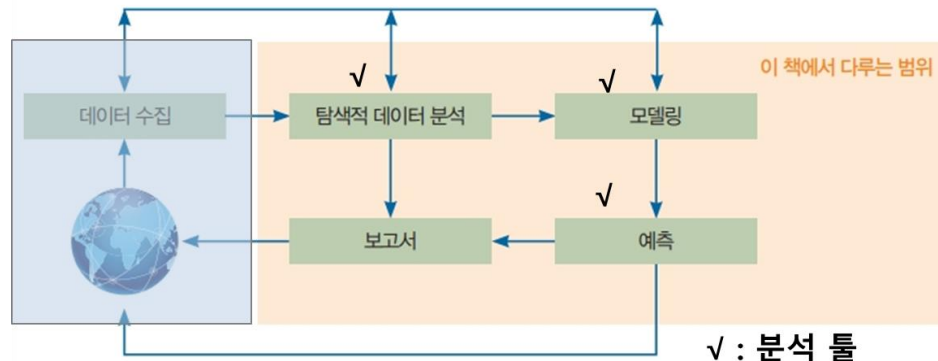 이 책에서 다루는 범위
√
√
데이터 수집
탐색적 데이터 분석
모델링
√
보고서
예측
√ : 분석 툴